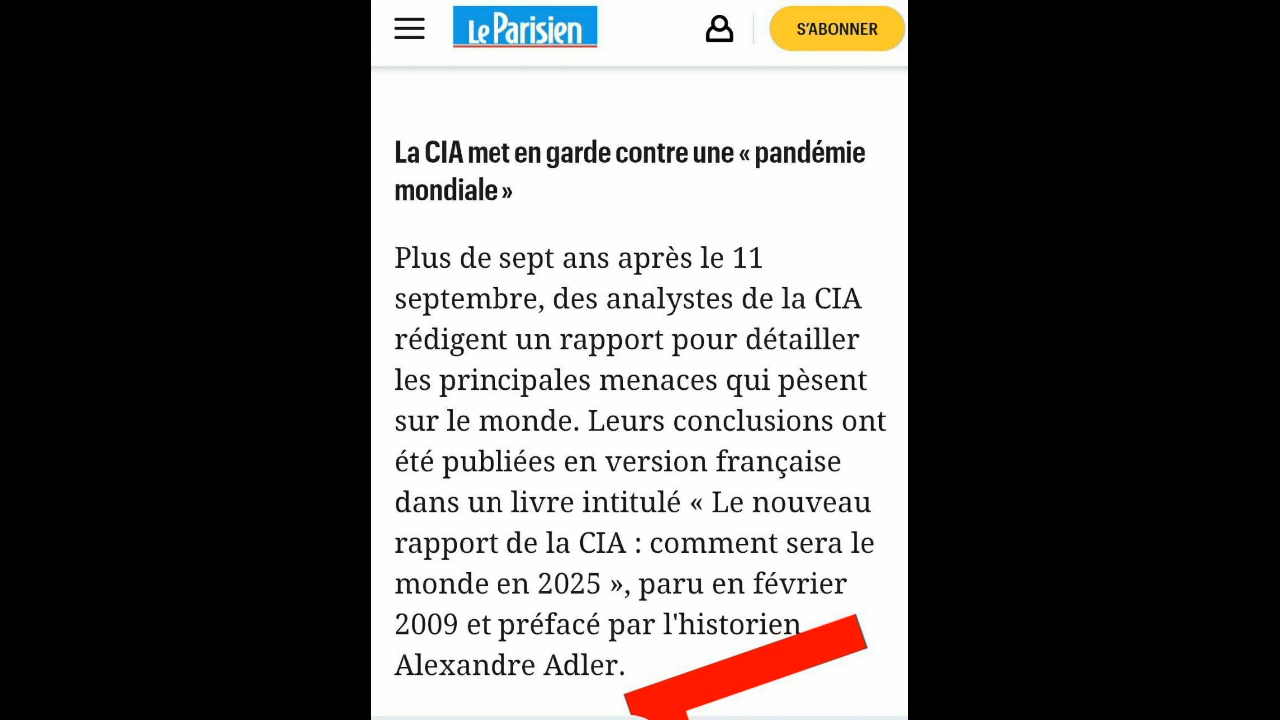 Le Parisien
S'ABONNER
La CIA met en garde contre une « pandémie
mondiale »
Plus de sept ans après le 11
septembre, des analystes de la CIA
rédigent un rapport pour détailler
les principales menaces qui pèsent
sur le monde. Leurs conclusions ont
été publiées en version française
dans un livre intitulé « Le nouveau
rapport de la CIA : comment sera le
monde en 2025 », paru en février
2009 et préfacé par l'historien
Alexandre Adler.